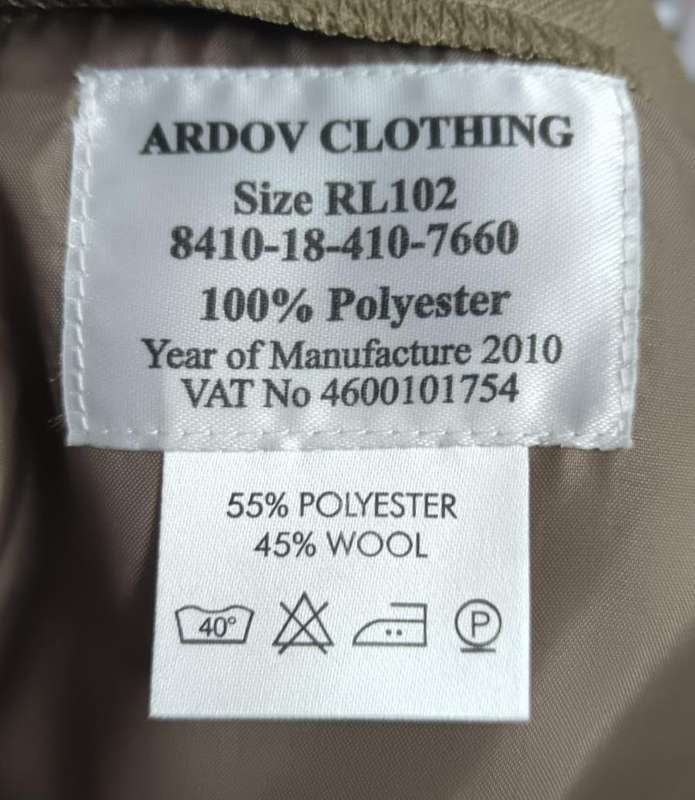 ARDOV CLOTHING
Size RL102
8410-18-410-7660
100% Polyester
Year of Manufacture 2010
VAT No 4600101754
55% POLYESTER
45% WOOL
40° P